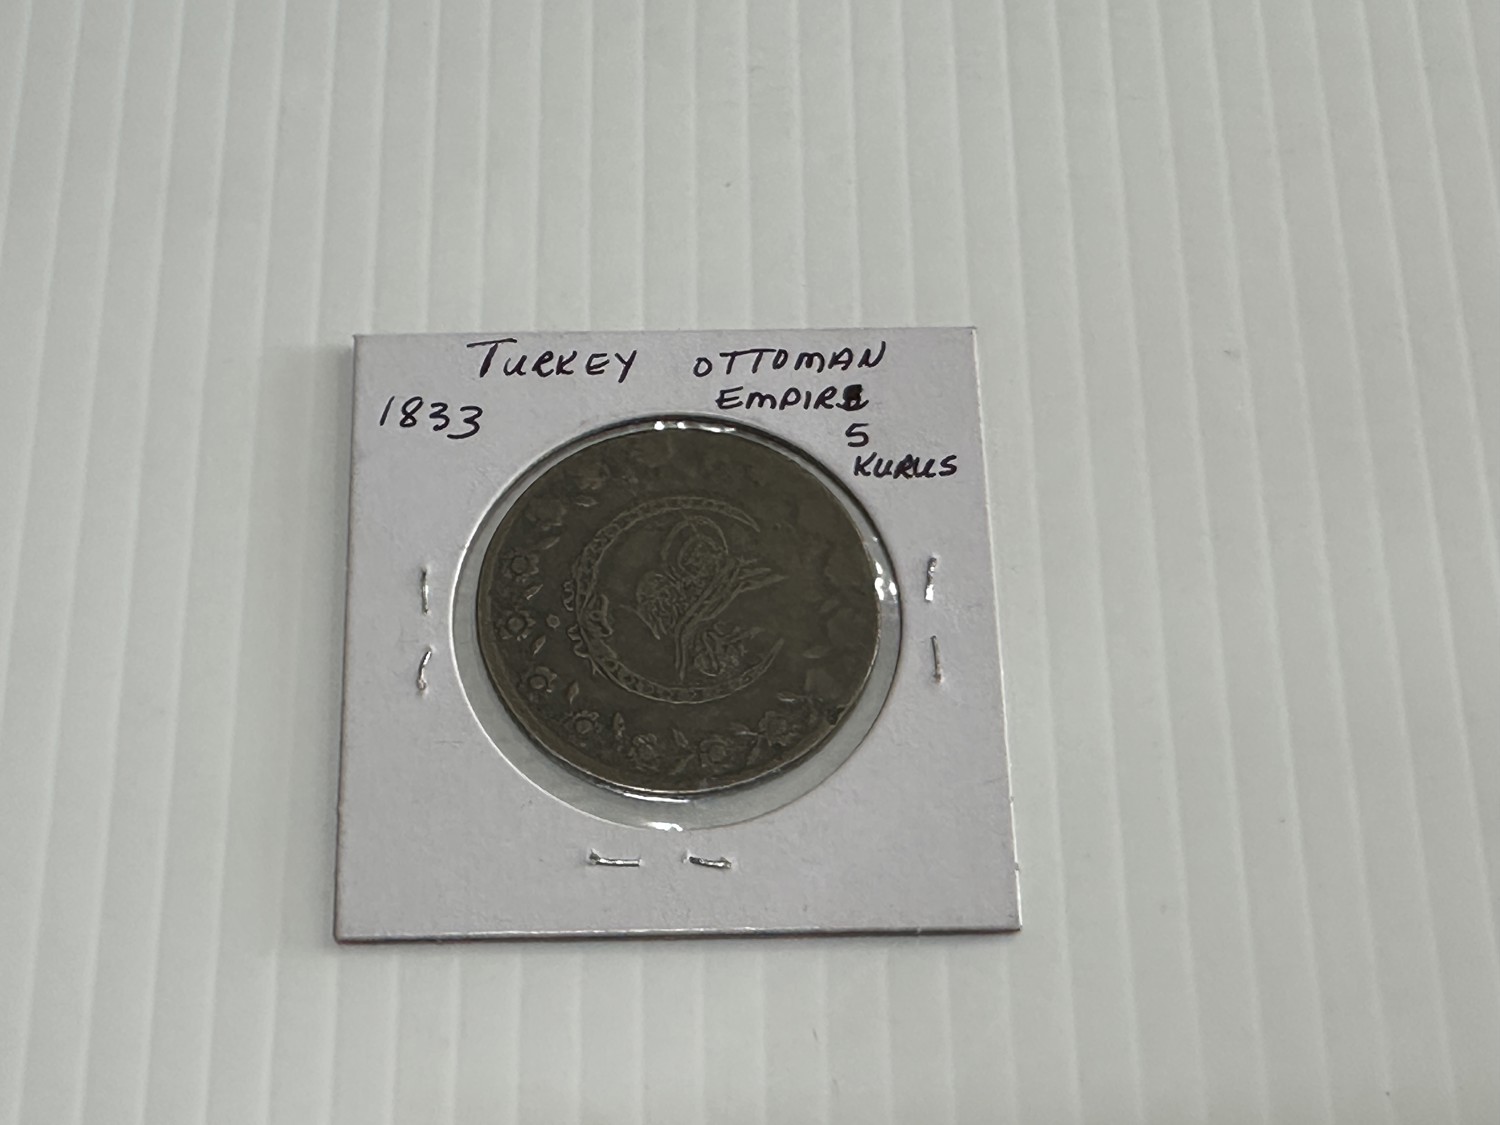 TURKEY OTTOMAN
EMPIRE
1833
5
KURUS